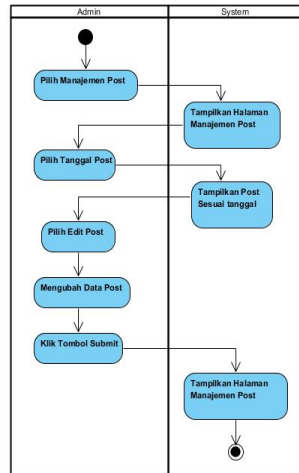 Admin
System
Pilih Manajemen Post
Tampilkan Halaman
Manajemen Post
Pilih Tanggal Post
Tampilkan Post
Sesuai tanggal
Pilih Edit Post
Mengubah Data Post
Klik Tombol Submit
Tampilkan Halaman
Manajemen Post